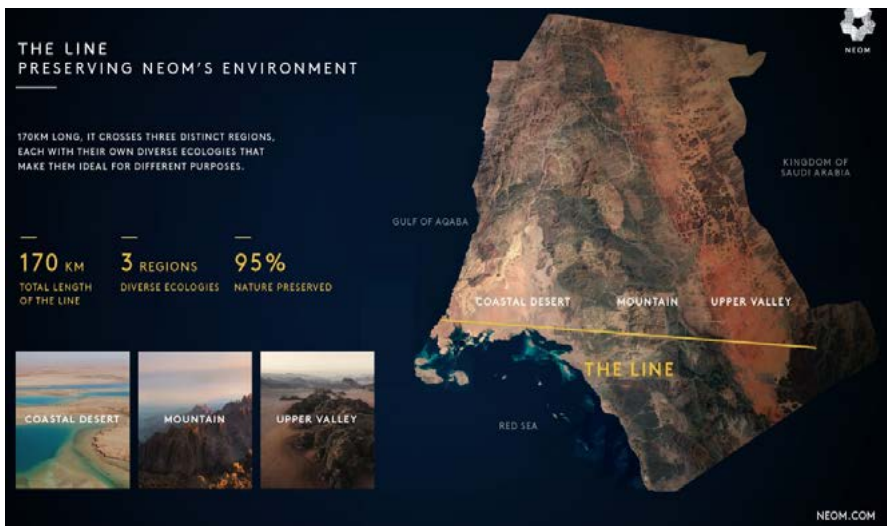 THE LINE
PRESERVING NEOM'S ENVIRONMENT
170KM LONG, IT CROSSES THREE DISTINCT REGIONS,
EACH WITH THEIR OWN DIVERSE ECOLOGIES THAT
MAKE THEM IDEAL FOR DIFFERENT PURPOSES.
170 KM
TOTAL LENGTH
OF THE LINE
3 REGIONS
DIVERSE ECOLOGIES
95%
NATURE PRESERVED
COASTAL DESERT
MOUNTAIN
UPPER VALLEY
NEOM
KINGDOM OF
SAUDI ARABIA
GULF OF AQABA
COASTAL DESERT
MOUNTAIN
UPPER VALLEY
THE LINE
RED SEA
NEOM.COM